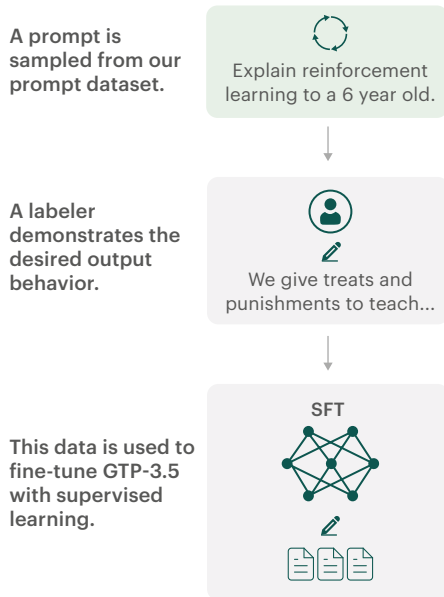 A prompt is
sampled from our
prompt dataset.
Explain reinforcement
learning to a 6 year old.
A labeler
demonstrates the
desired output
behavior.
We give treats and
punishments to teach...
This data is used to
fine-tune GTP-3.5
with supervised
learning.
SFT